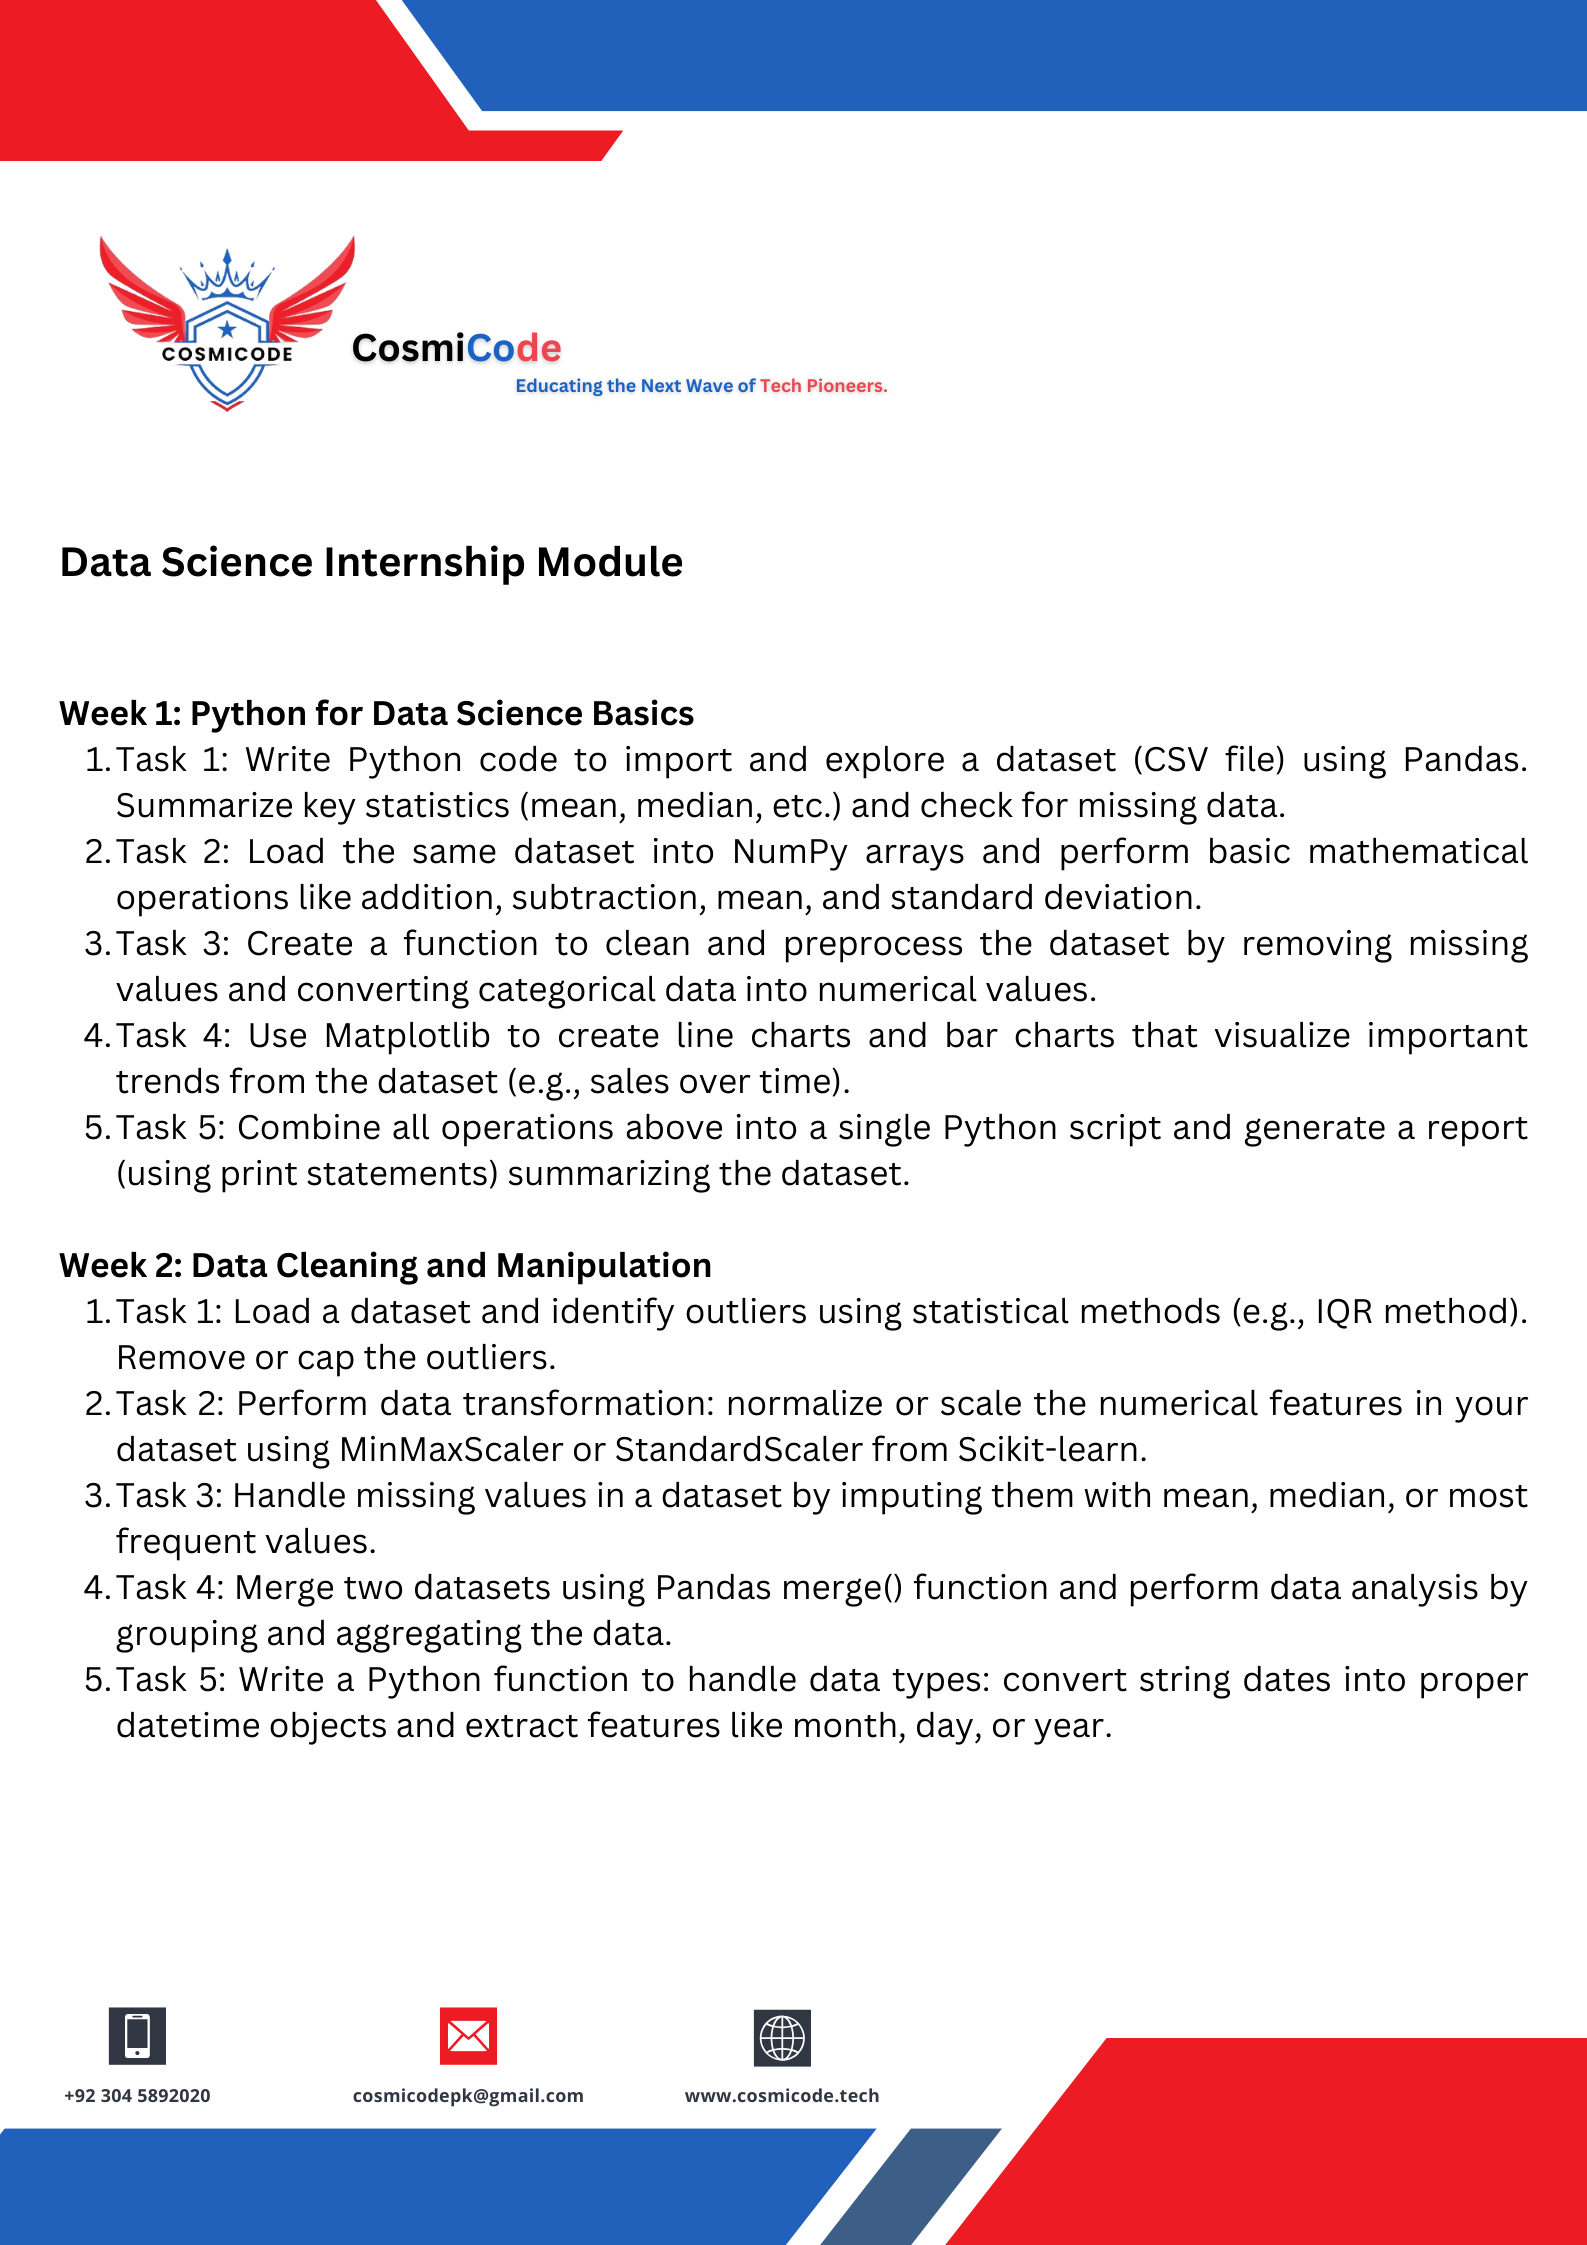 COSMICODE
CosmiCode
Educating the Next Wave of Tech Pioneers.
Data Science Internship Module
Week 1: Python for Data Science Basics
1. Task 1: Write Python code to import and explore a dataset (CSV file) using Pandas.
Summarize key statistics (mean, median, etc.) and check for missing data.
2. Task 2: Load the same dataset into NumPy arrays and perform basic mathematical
operations like addition, subtraction, mean, and standard deviation.
3. Task 3: Create a function to clean and preprocess the dataset by removing missing
values and converting categorical data into numerical values.
4. Task 4: Use Matplotlib to create line charts and bar charts that visualize important
trends from the dataset (e.g., sales over time).
5. Task 5: Combine all operations above into a single Python script and generate a report
(using print statements) summarizing the dataset.
Week 2: Data Cleaning and Manipulation
1. Task 1: Load a dataset and identify outliers using statistical methods (e.g., IQR method).
Remove or cap the outliers.
2. Task 2: Perform data transformation: normalize or scale the numerical features in your
dataset using MinMaxScaler or StandardScaler from Scikit-learn.
3. Task 3: Handle missing values in a dataset by imputing them with mean, median, or most
frequent values.
4. Task 4: Merge two datasets using Pandas merge() function and perform data analysis by
grouping and aggregating the data.
5. Task 5: Write a Python function to handle data types: convert string dates into proper
datetime objects and extract features like month, day, or year.
+92 304 5892020
cosmicodepk@gmail.com
www.cosmicode.tech